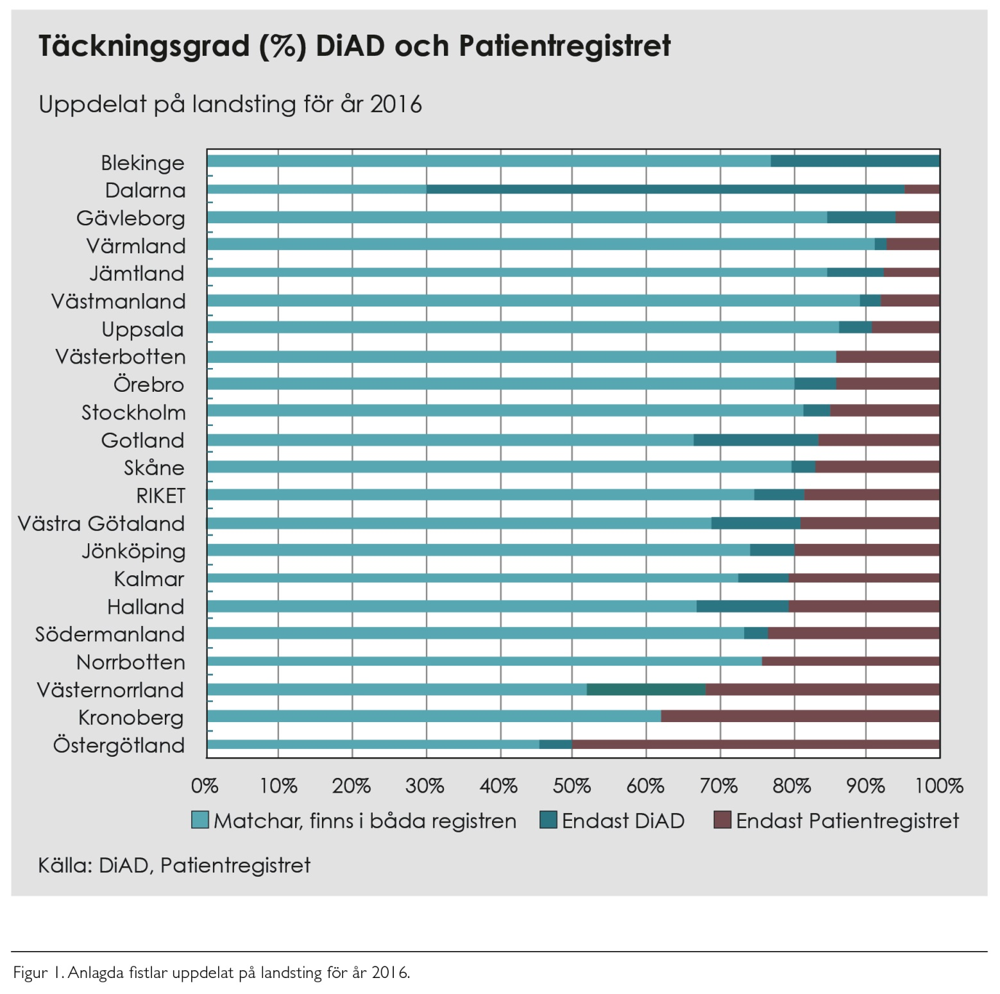 Täckningsgrad (%) DiAD och Patientregistret
Uppdelat på landsting för år 2016
Blekinge
Dalarna
Gävleborg
Värmland
Jämtland
Västmanland
Uppsala
Västerbotten
Örebro
Stockholm
Gotland
Skåne
RIKET
Västra Götaland
Jönköping
Kalmar
Halland
Södermanland
Norrbotten
Västernorrland
Kronoberg
Östergötland
0% 10% 20% 30% 40% 50% 60% 70% 80% 90% 100%
Matchar, finns i båda registren Endast DiAD Endast Patientregistret
Källa: DiAD, Patientregistret
Figur 1. Anlagda fistlar uppdelat på landsting för år 2016.